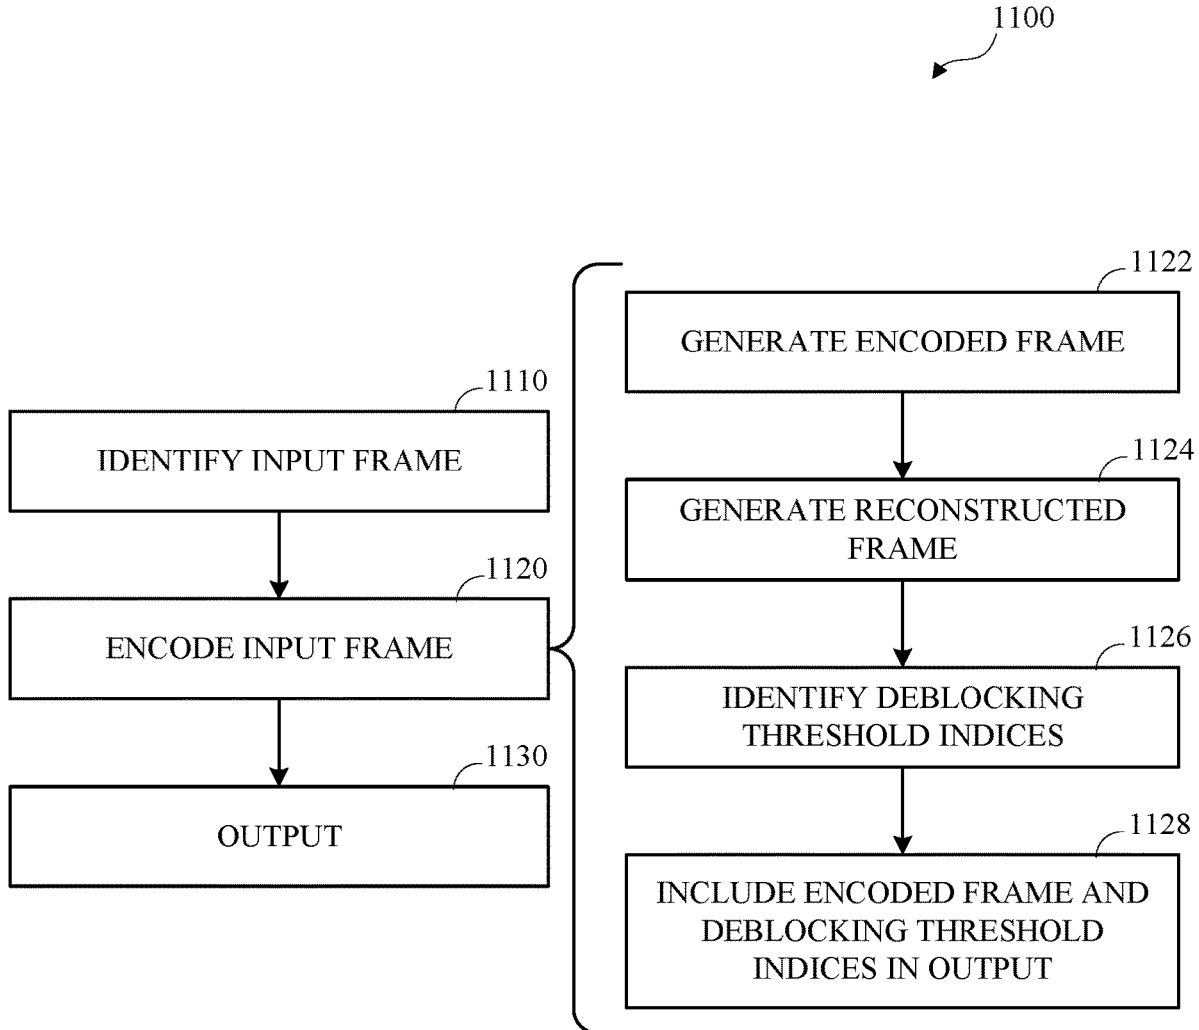 1100
1110
IDENTIFY INPUT FRAME
1120
ENCODE INPUT FRAME
1130
OUTPUT
1122
GENERATE ENCODED FRAME
1124
GENERATE RECONSTRUCTED
FRAME
1126
IDENTIFY DEBLOCKING
THRESHOLD INDICES
1128
INCLUDE ENCODED FRAME AND
DEBLOCKING THRESHOLD
INDICES IN OUTPUT